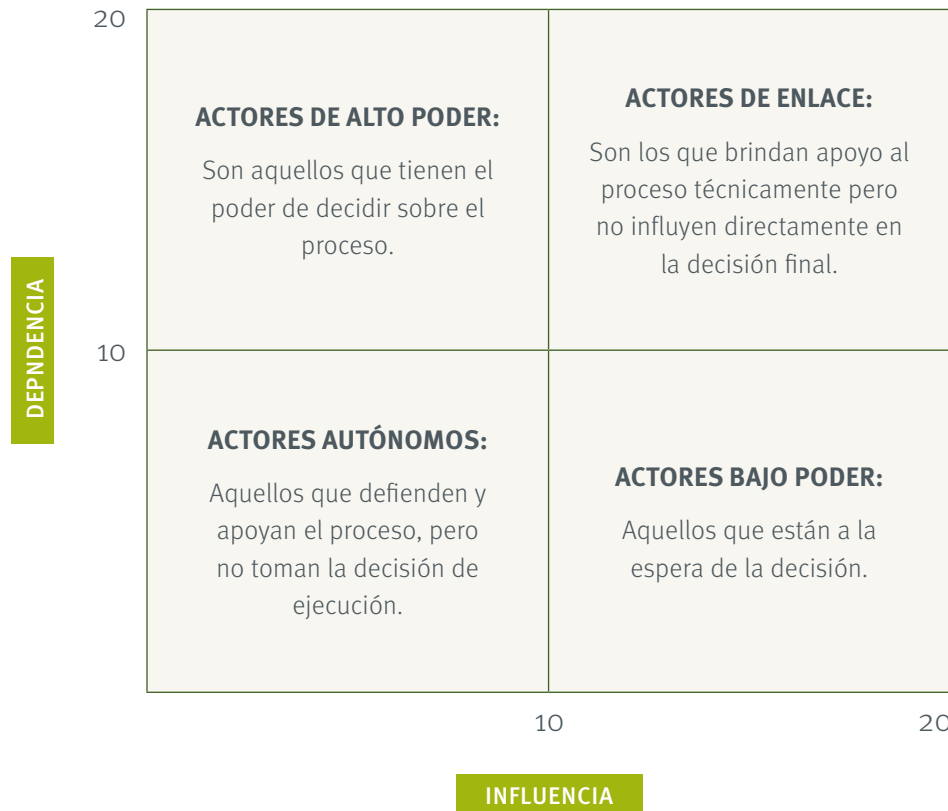 20
ACTORES DE ALTO PODER:
Son aquellos que tienen el
poder de decidir sobre el
proceso.
ACTORES DE ENLACE:
Son los que brindan apoyo al
proceso técnicamente pero
no influyen directamente en
la decisión final.
DEPNDENCIA
10
ACTORES AUTÓNOMOS:
Aquellos que defienden y
apoyan el proceso, pero
no toman la decisión de
ejecución.
ACTORES BAJO PODER:
Aquellos que están a la
espera de la decisión.
10
20
INFLUENCIA